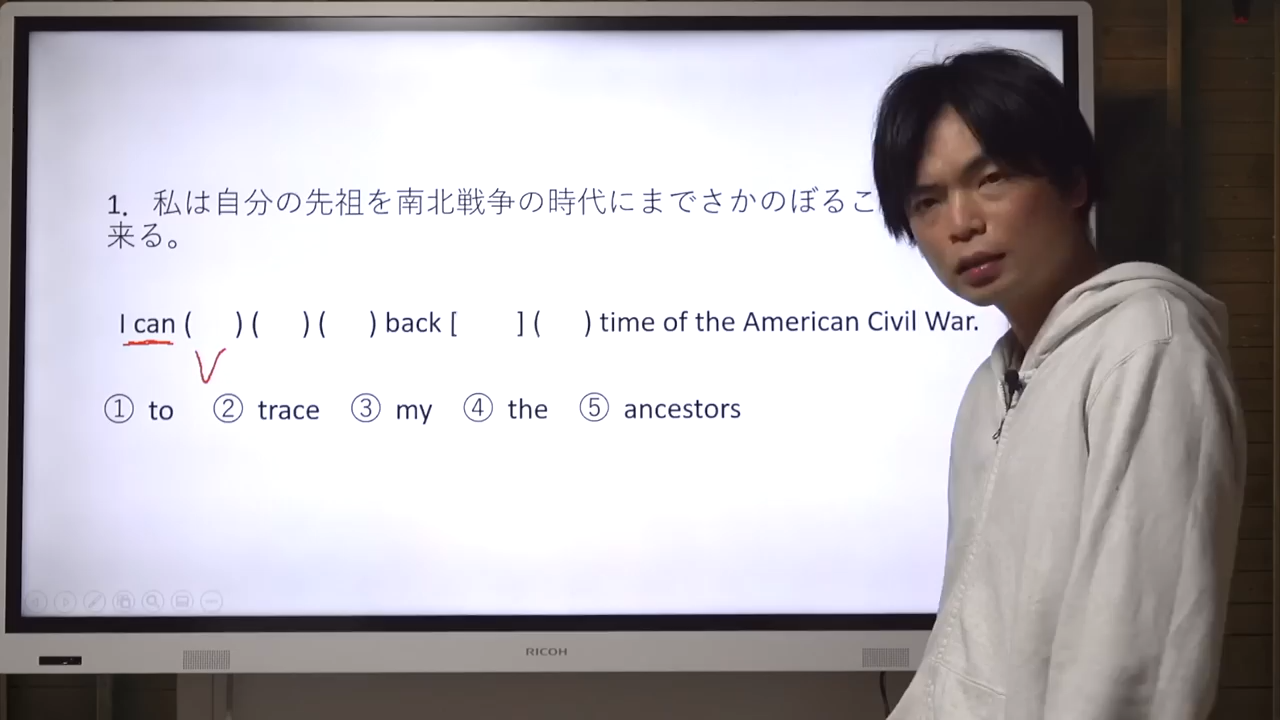 1. 私は自分の先祖を南北戦争の時代にまでさかのぼるこ
来る。
I can ( ) ( ) ( ) back [ ] ( ) time of the American Civil War.
V
① to ② trace ③ my ④ the ⑤ ancestors
RICOH